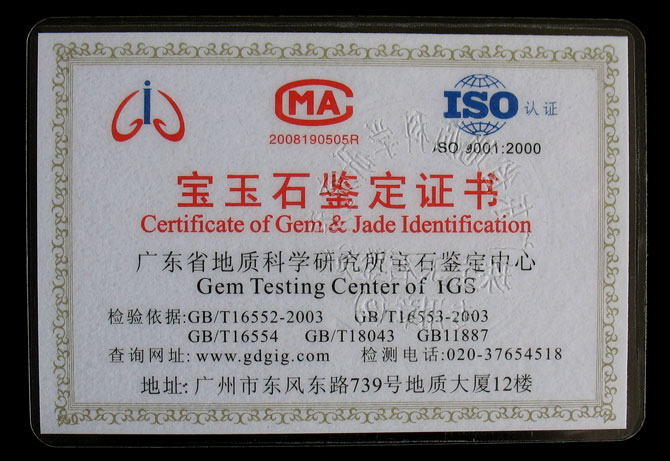 CMA
ISO 认证
2008190505R
ISO 9001:2000
宝玉石鉴定证书
Certificate of Gem & Jade Identification
广东省地质科学研究所宝石鉴定中心
Gem Testing Center of IGS
检验依据:GB/T16552-2003 GB/T16553-2003
GB/T16554 GB/T18043 GB11887
查询网址: www.gdgig.com 检测电话:020-37654518
地址: 广州市东风东路739号地质大厦12楼